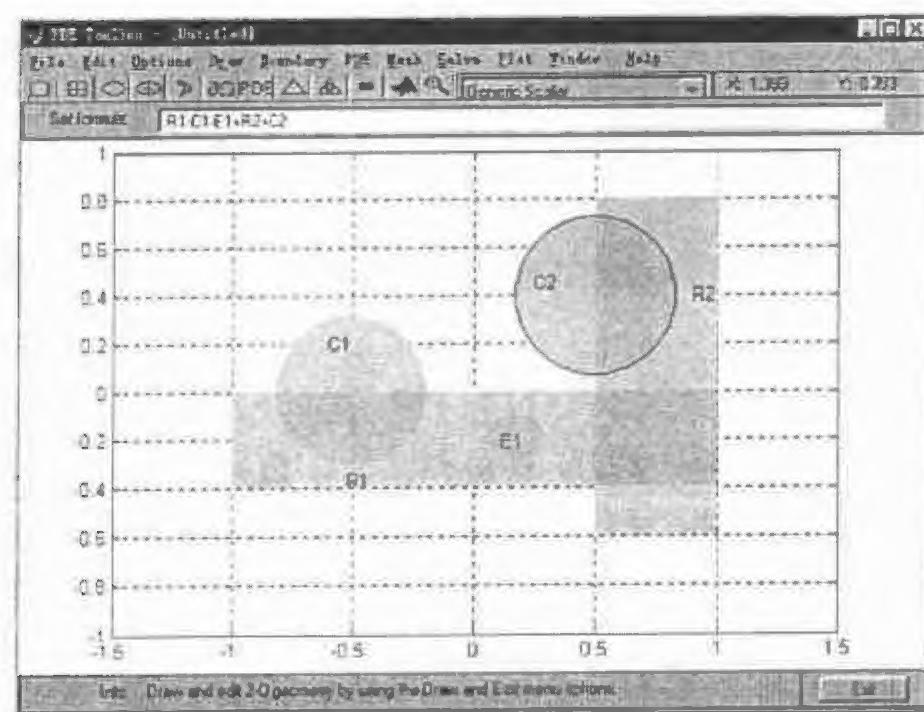 PDE Toolbox - [Untitled]
File Edit Options Draw Boundary PDE Mesh Solve Plot Window Help
PDE Generic Scalar X: 1.389
Set formula: R1-C1-E1+R2+C2
1
0.8
0.6
C2
0.4 R2
0.2 C1
0
0.2 E1
0.4 R1
0.6
0.8
-1
-1.5 -1 -0.5 0 0.5 1 1.5
Info: Draw and edit 2-D geometry by using the Draw and Edit menu options. Exit